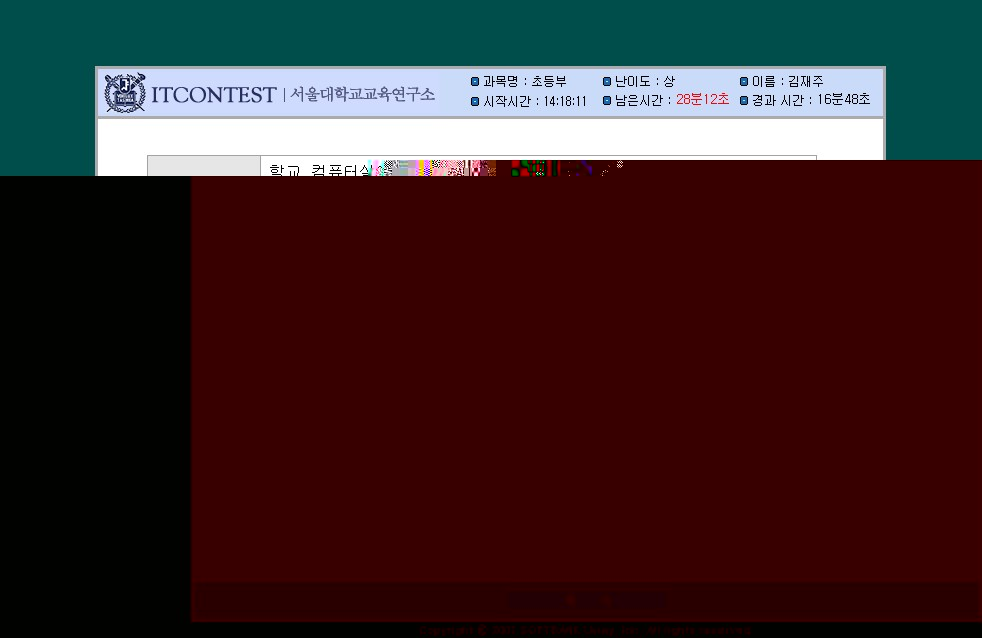 ITCONTEST 서울대학교교육연구소
과목명 : 초등부 난이도 : 상 이름 : 김재주
시작시간 : 14:18:11 남은시간 : 28분12초 경과 시간 : 16분48초
학교 컴퓨터실